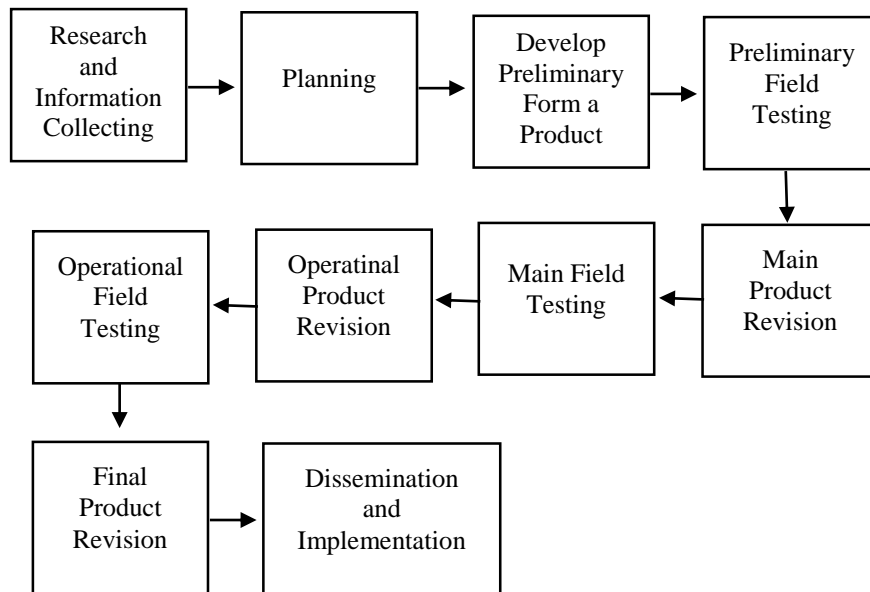 Research
and
Information
Collecting
Planning
Develop
Preliminary
Form a
Product
Preliminary
Field
Testing
Main
Product
Revision
Main Field
Testing
Operatinal
Product
Revision
Operational
Field
Testing
Final
Product
Revision
Dissemination
and
Implementation